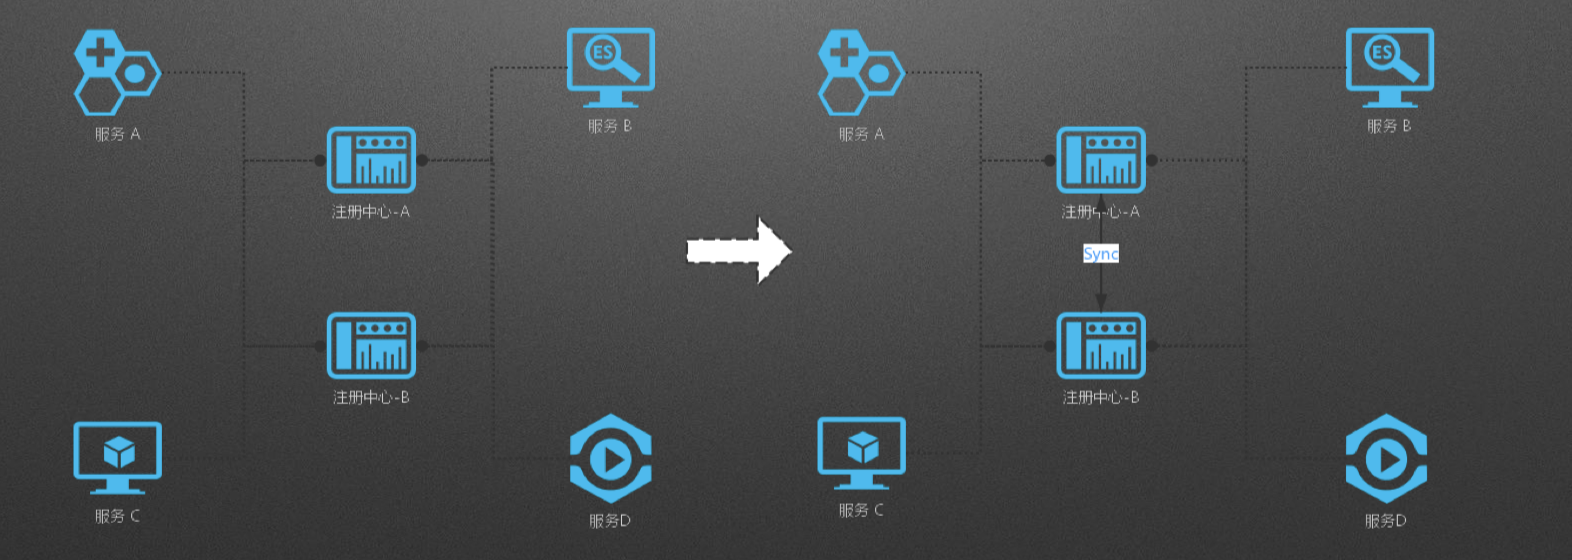 ES
服务 A
服务 B
注册中心-A
注册中心-B
服务 C
服务D
ES
服务 A
服务 B
注册中心-A
Sync
注册中心-B
服务 C
服务D